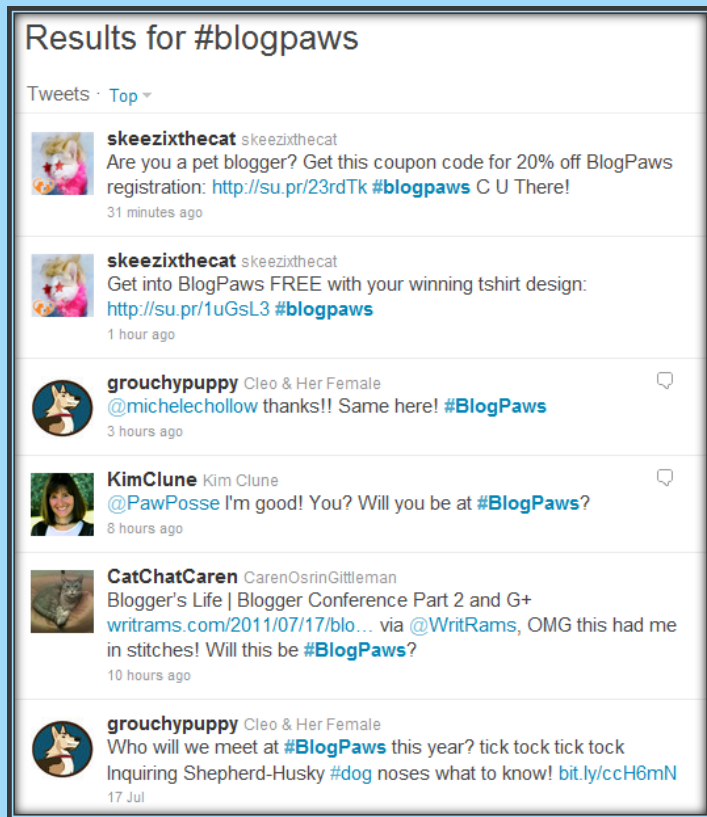 Results for #blogpaws
Tweets · Top
skeezixthecat skeezixthecat
Are you a pet blogger? Get this coupon code for 20% off BlogPaws
registration: http://su.pr/23rdTk #blogpaws C U There!
31 minutes ago
skeezixthecat skeezixthecat
Get into BlogPaws FREE with your winning tshirt design:
http://su.pr/1uGsL3 #blogpaws
1 hour ago
grouchypuppy Cleo & Her Female
@michelechollow thanks!! Same here! #BlogPaws
3 hours ago
KimClune Kim Clune
@PawPosse I'm good! You? Will you be at #BlogPaws?
8 hours ago
CatChatCaren CarenOsrinGittleman
Blogger's Life | Blogger Conference Part 2 and G+
writrams.com/2011/07/17/blo... via @WritRams, OMG this had me
in stitches! Will this be #BlogPaws?
10 hours ago
grouchypuppy Cleo & Her Female
Who will we meet at #BlogPaws this year? tick tock tick tock
Inquiring Shepherd-Husky #dog noses what to know! bit.ly/ccH6mN
17 Jul